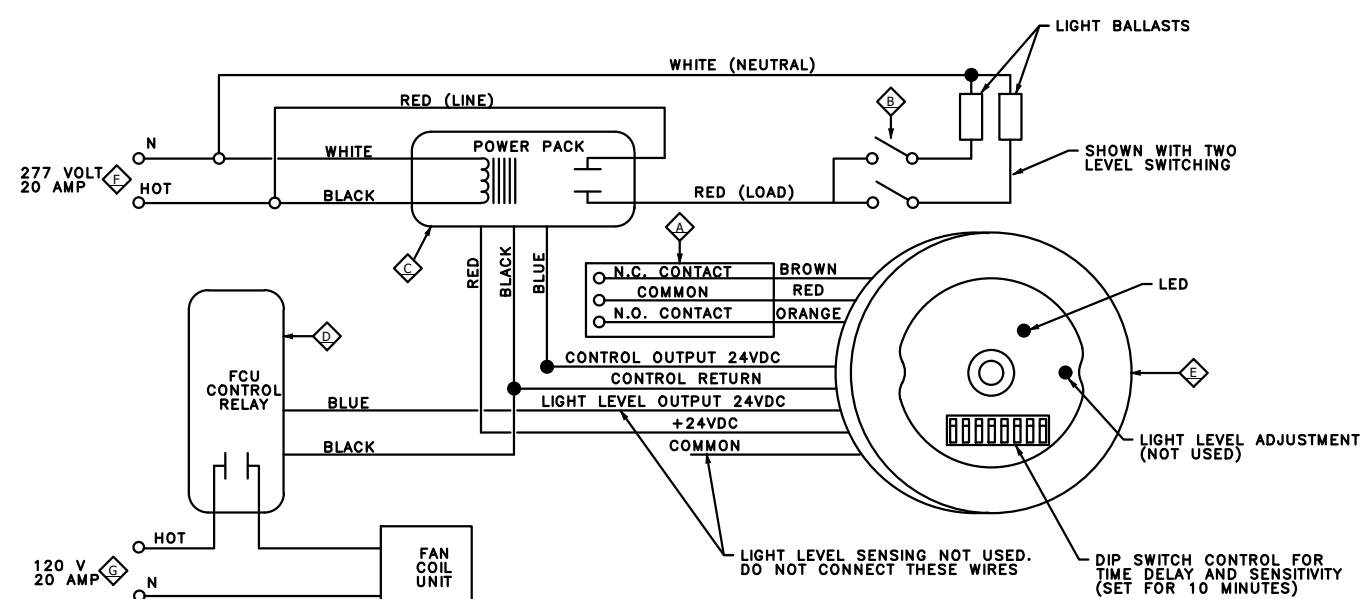 LIGHT BALLASTS
WHITE (NEUTRAL)
RED (LINE)
B
N
WHITE
POWER PACK
277 VOLT
20 AMP
F
HOT
BLACK
RED (LOAD)
SHOWN WITH TWO
LEVEL SWITCHING
A
C
RED
BLACK
BLUE
N.C. CONTACT
BROWN
COMMON
RED
N.O. CONTACT
ORANGE
LED
D
CONTROL OUTPUT 24VDC
E
FCU
CONTROL
RELAY
CONTROL RETURN
BLUE
LIGHT LEVEL OUTPUT 24VDC
+24VDC
BLACK
COMMON
LIGHT LEVEL ADJUSTMENT
(NOT USED)
HOT
120 V
20 AMP
G
N
FAN
COIL
UNIT
LIGHT LEVEL SENSING NOT USED.
DO NOT CONNECT THESE WIRES
DIP SWITCH CONTROL FOR
TIME DELAY AND SENSITIVITY
(SET FOR 10 MINUTES)